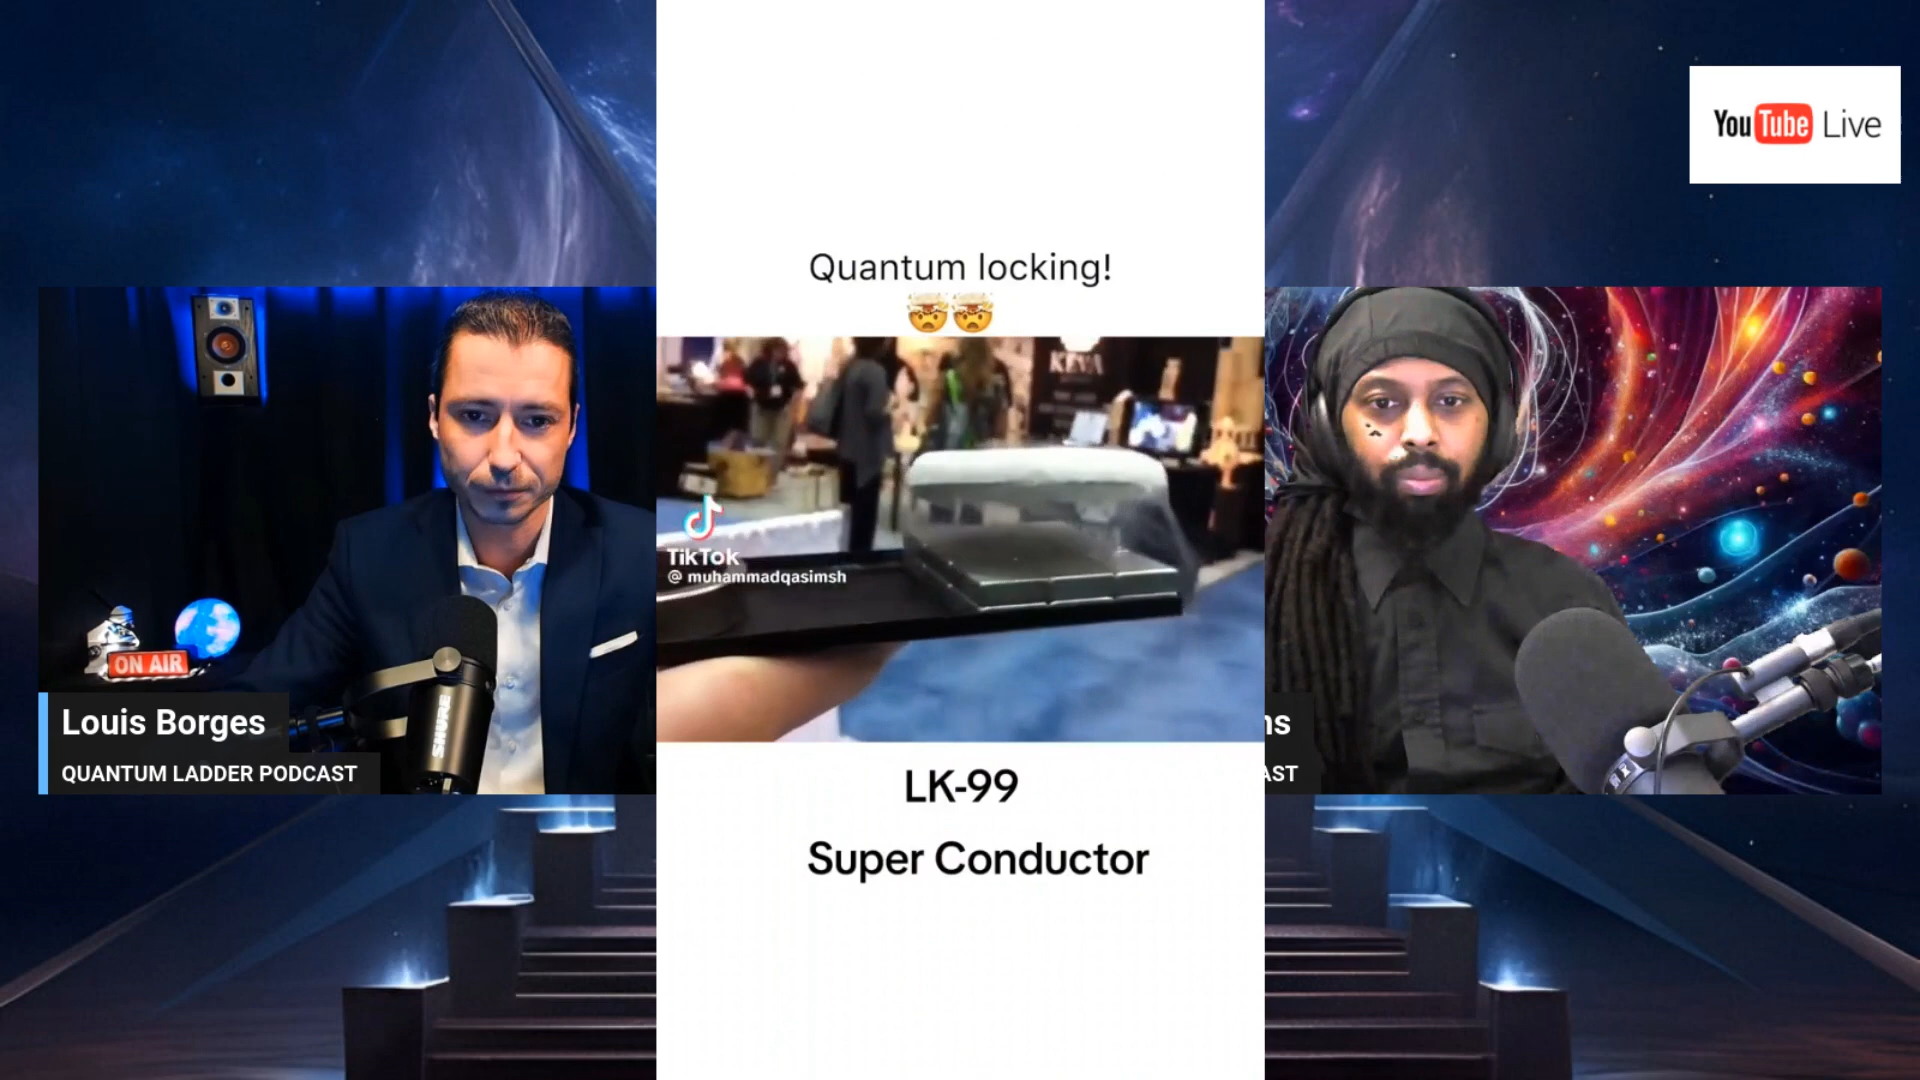 YouTube Live
Quantum locking!
KEVA
TikTok
@ muhammadqasimsh
ON AIR
SHURE
Louis Borges
QUANTUM LADDER PODCAST
ns
AST
LK-99
Super Conductor